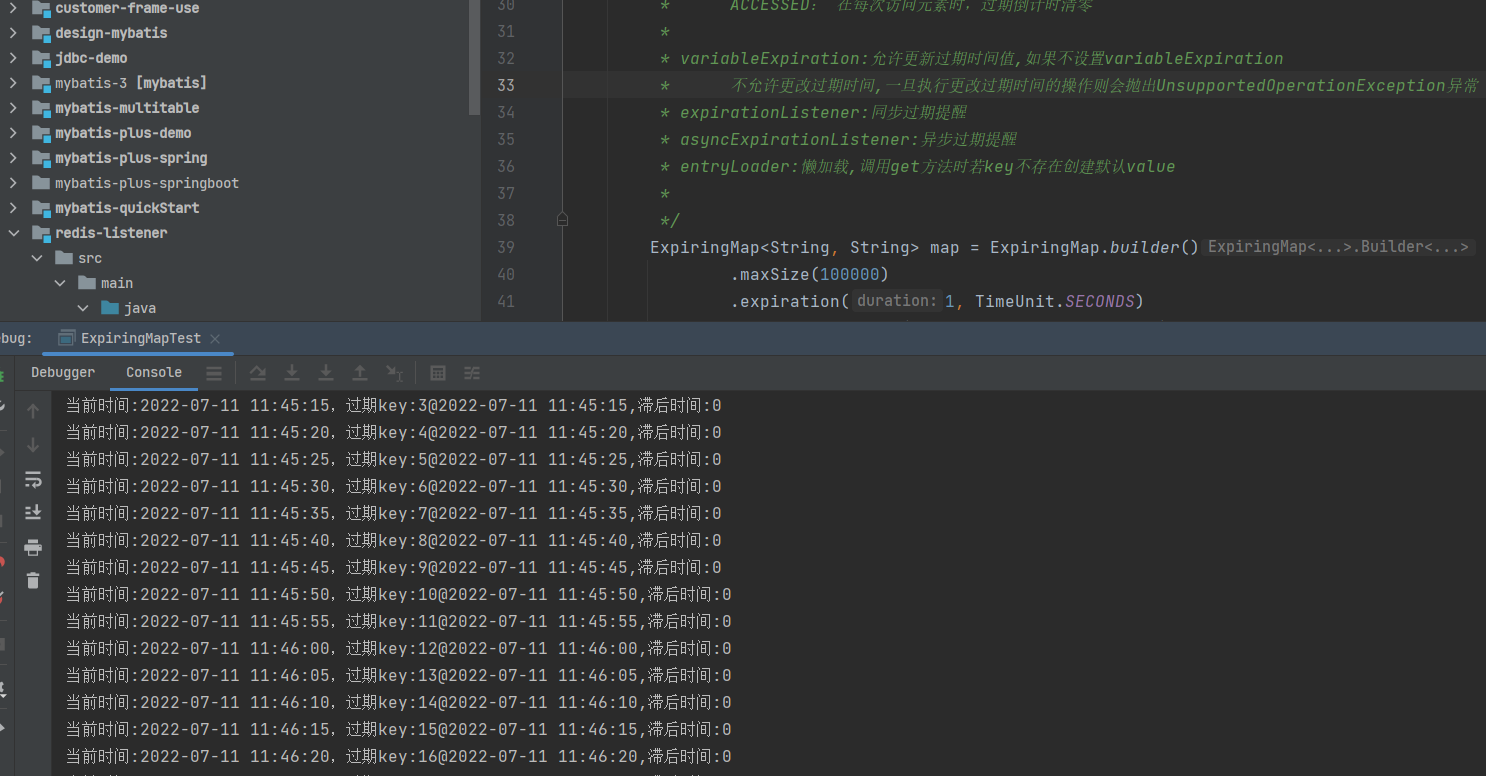 customer-frame-use
design-mybatis
jdbc-demo
mybatis-3 [mybatis]
mybatis-multitable
mybatis-plus-demo
mybatis-plus-spring
mybatis-plus-springboot
mybatis-quickStart
redis-listener
src
main
java
30 * ACCESSED： 在每次访问元素时，过期倒计时清零
31 *
32 * variableExpiration:允许更新过期时间值,如果不设置variableExpiration
33 * 不允许更改过期时间,一旦执行更改过期时间的操作则会抛出UnsupportedOperationException异常
34 * expirationListener:同步过期提醒
35 * asyncExpirationListener:异步过期提醒
36 * entryLoader:懒加载,调用get方法时若key不存在创建默认value
37 *
38 */
39 ExpiringMap<String, String> map = ExpiringMap.builder() ExpiringMap<...>.Builder<...>
40 .maxSize(100000)
41 .expiration( duration: 1, TimeUnit.SECONDS)
bug: ExpiringMapTest
Debugger Console
当前时间:2022-07-11 11:45:15，过期key:3@2022-07-11 11:45:15,滞后时间:0
当前时间:2022-07-11 11:45:20，过期key:4@2022-07-11 11:45:20,滞后时间:0
当前时间:2022-07-11 11:45:25，过期key:5@2022-07-11 11:45:25,滞后时间:0
当前时间:2022-07-11 11:45:30，过期key:6@2022-07-11 11:45:30,滞后时间:0
当前时间:2022-07-11 11:45:35，过期key:7@2022-07-11 11:45:35,滞后时间:0
当前时间:2022-07-11 11:45:40，过期key:8@2022-07-11 11:45:40,滞后时间:0
当前时间:2022-07-11 11:45:45，过期key:9@2022-07-11 11:45:45,滞后时间:0
当前时间:2022-07-11 11:45:50，过期key:10@2022-07-11 11:45:50,滞后时间:0
当前时间:2022-07-11 11:45:55，过期key:11@2022-07-11 11:45:55,滞后时间:0
当前时间:2022-07-11 11:46:00，过期key:12@2022-07-11 11:46:00,滞后时间:0
当前时间:2022-07-11 11:46:05，过期key:13@2022-07-11 11:46:05,滞后时间:0
当前时间:2022-07-11 11:46:10，过期key:14@2022-07-11 11:46:10,滞后时间:0
当前时间:2022-07-11 11:46:15，过期key:15@2022-07-11 11:46:15,滞后时间:0
当前时间:2022-07-11 11:46:20，过期key:16@2022-07-11 11:46:20,滞后时间:0